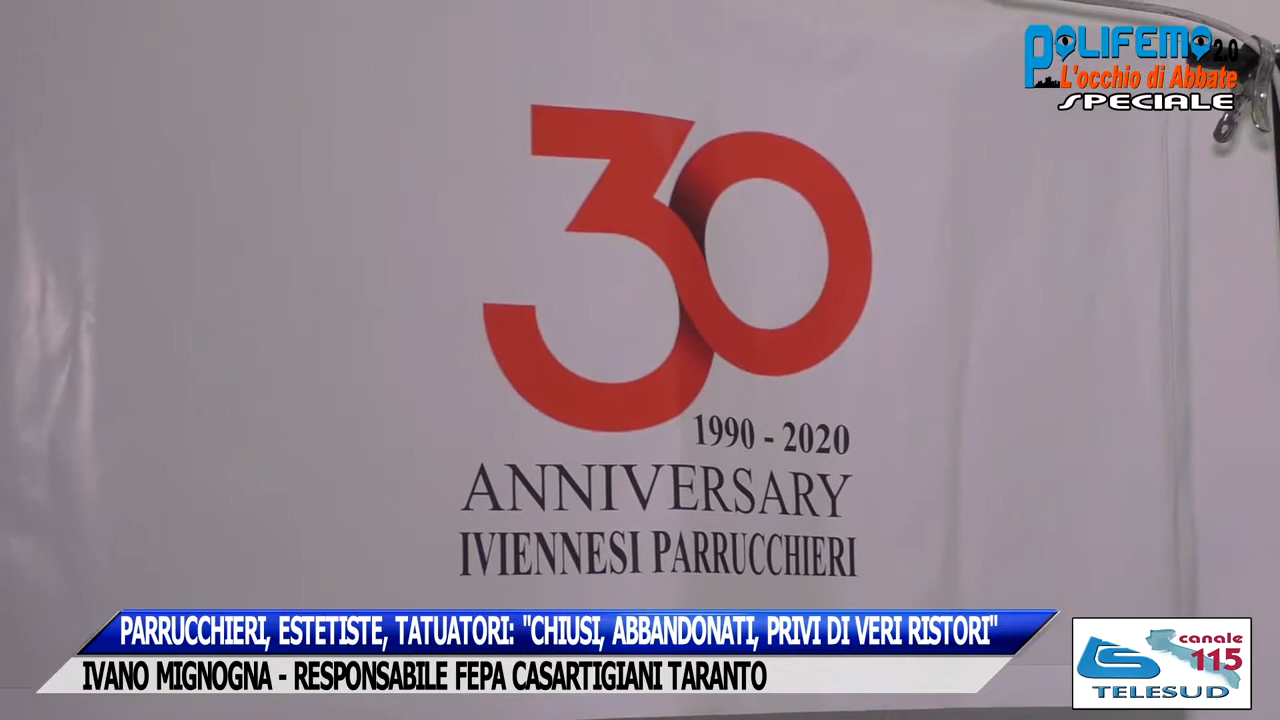 POLIFEMO 2.0
L'occhio di Abbate
SPECIALE
30
1990 - 2020
ANNIVERSARY
IVIENNESI PARRUCCHIERI
PARRUCCHIERI, ESTETISTE, TATUATORI: "CHIUSI, ABBANDONATI, PRIVI DI VERI RISTORI"
IVANO MIGNOGNA - RESPONSABILE FEPA CASARTIGIANI TARANTO
canale
115
TELESUD